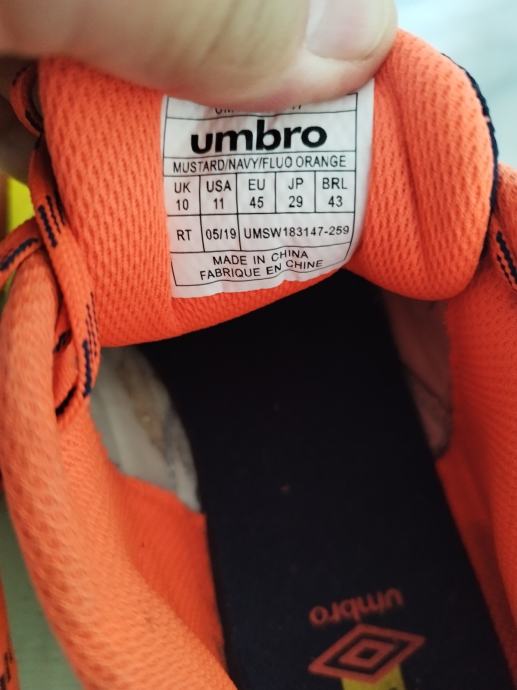 umbro
MUSTARD/NAVY/FLUO ORANGE
UK USA EU JP BRL
10 11 45 29 43
RT 05/19 UMSW183147-259
MADE IN CHINA
FABRIQUE EN CHINE
umbro